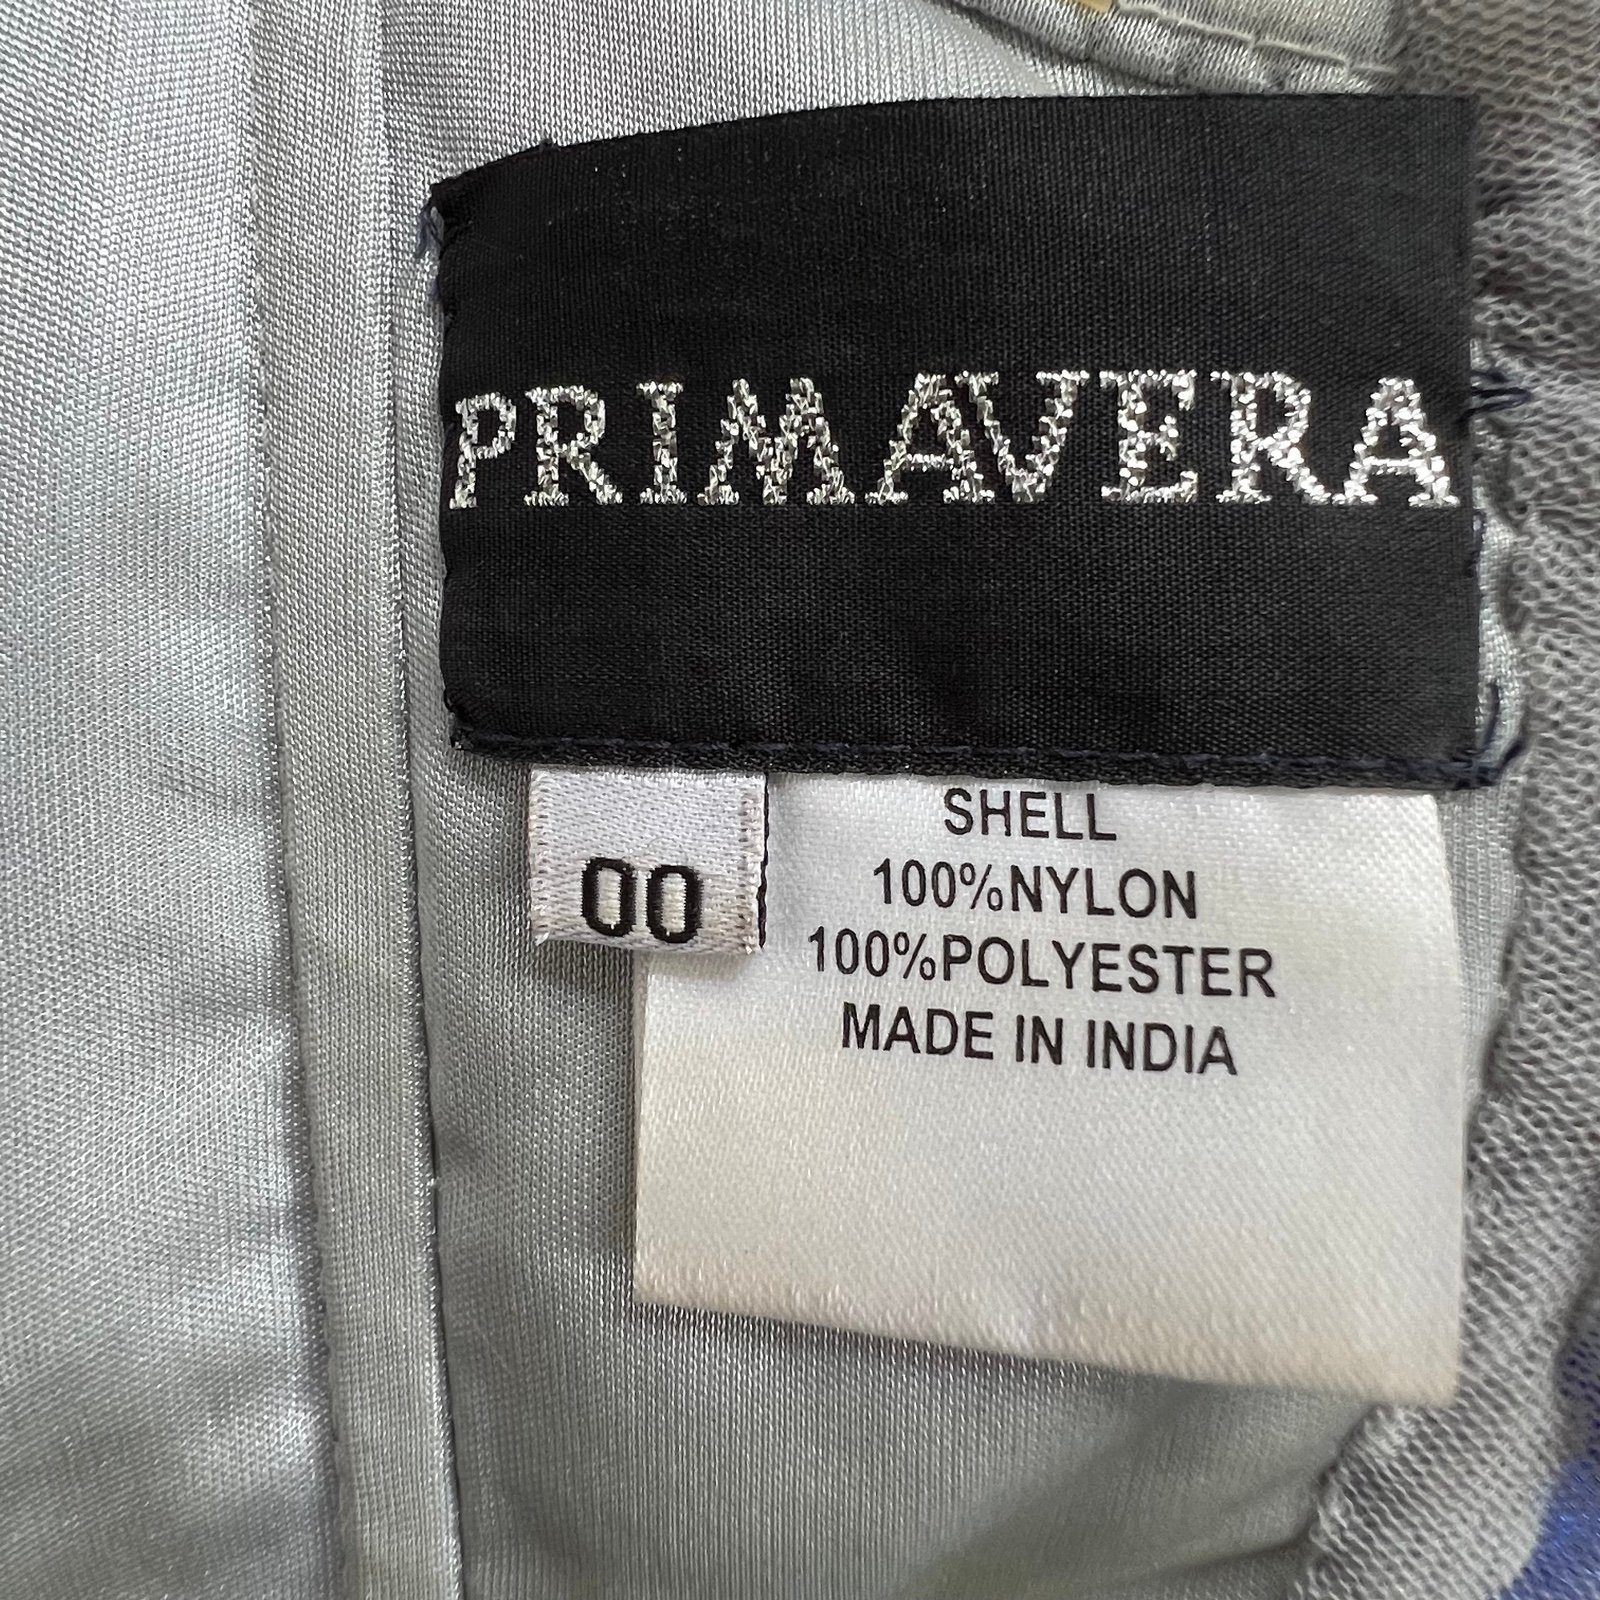 PRIMAVERA
00
SHELL
100%NYLON
100%POLYESTER
MADE IN INDIA